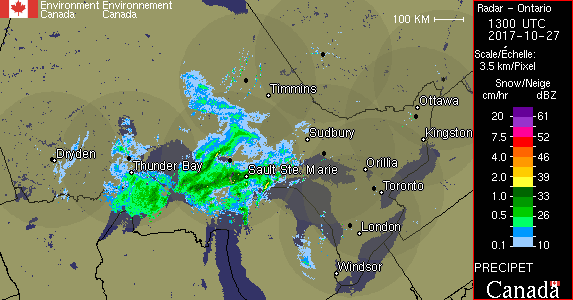 Environment Environnement
Canada Canada
100 KM
Timmins
Ottawa
Sudbury
Kingston
Dryden
Thunder Bay
Sault Ste. Marie
Orillia
Toronto
London
Windsor
Radar - Ontario
1300 UTC
2017-10-27
Scale/Échelle:
3.5 km/Pixel
Snow/Neige
cm/hr dBZ
20 61
7.5 52
4.0 46
2.0 39
1.0 33
0.5 26
0.1 10
PRECIPET
Canada